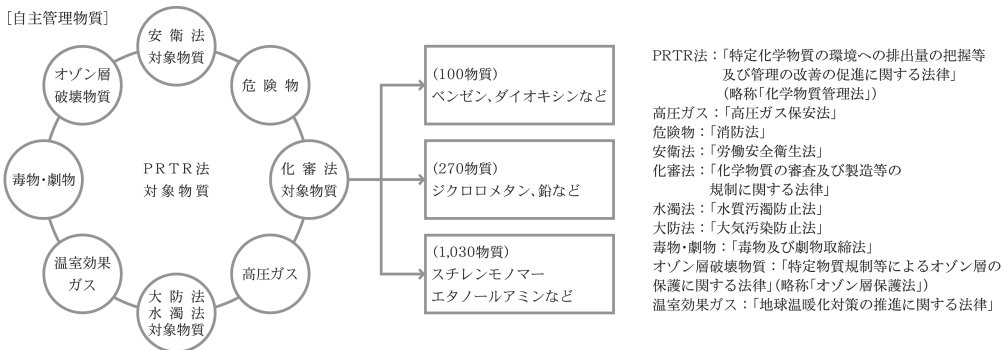 [自主管理物質]
安衛法
対象物質
オゾン層
破壊物質
危険物
毒物・劇物
PRTR法
対象物質
化審法
対象物質
温室効果
ガス
高圧ガス
大防法
水濁法
対象物質
(100物質)
ベンゼン、ダイオキシンなど
(270物質)
ジクロロメタン、鉛など
(1,030物質)
スチレンモノマー
エタノールアミンなど
PRTR法：「特定化学物質の環境への排出量の把握等
及び管理の改善の促進に関する法律」
(略称「化学物質管理法」)
高圧ガス：「高圧ガス保安法」
危険物：「消防法」
安衛法：「労働安全衛生法」
化審法：「化学物質の審査及び製造等の
規制に関する法律」
水濁法：「水質汚濁防止法」
大防法：「大気汚染防止法」
毒物・劇物：「毒物及び劇物取締法」
オゾン層破壊物質：「特定物質規制等によるオゾン層の
保護に関する法律」(略称「オゾン層保護法」)
温室効果ガス：「地球温暖化対策の推進に関する法律」